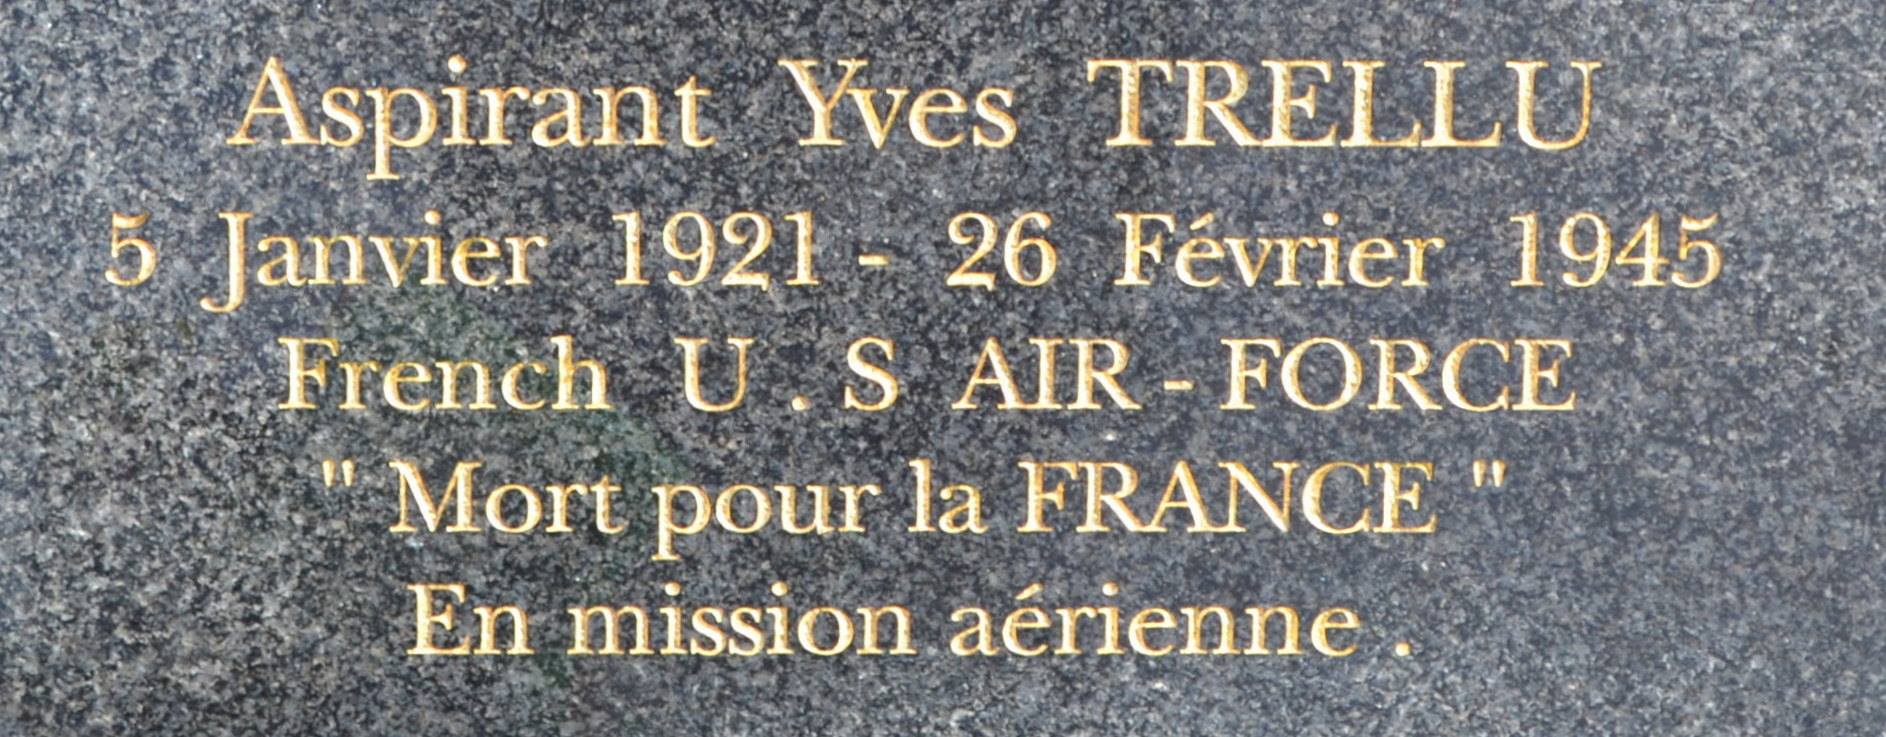 Aspirant Yves TRELLU
5 Janvier 1921 - 26 Février 1945
French U . S AIR - FORCE
" Mort pour la FRANCE "
En mission aérienne .